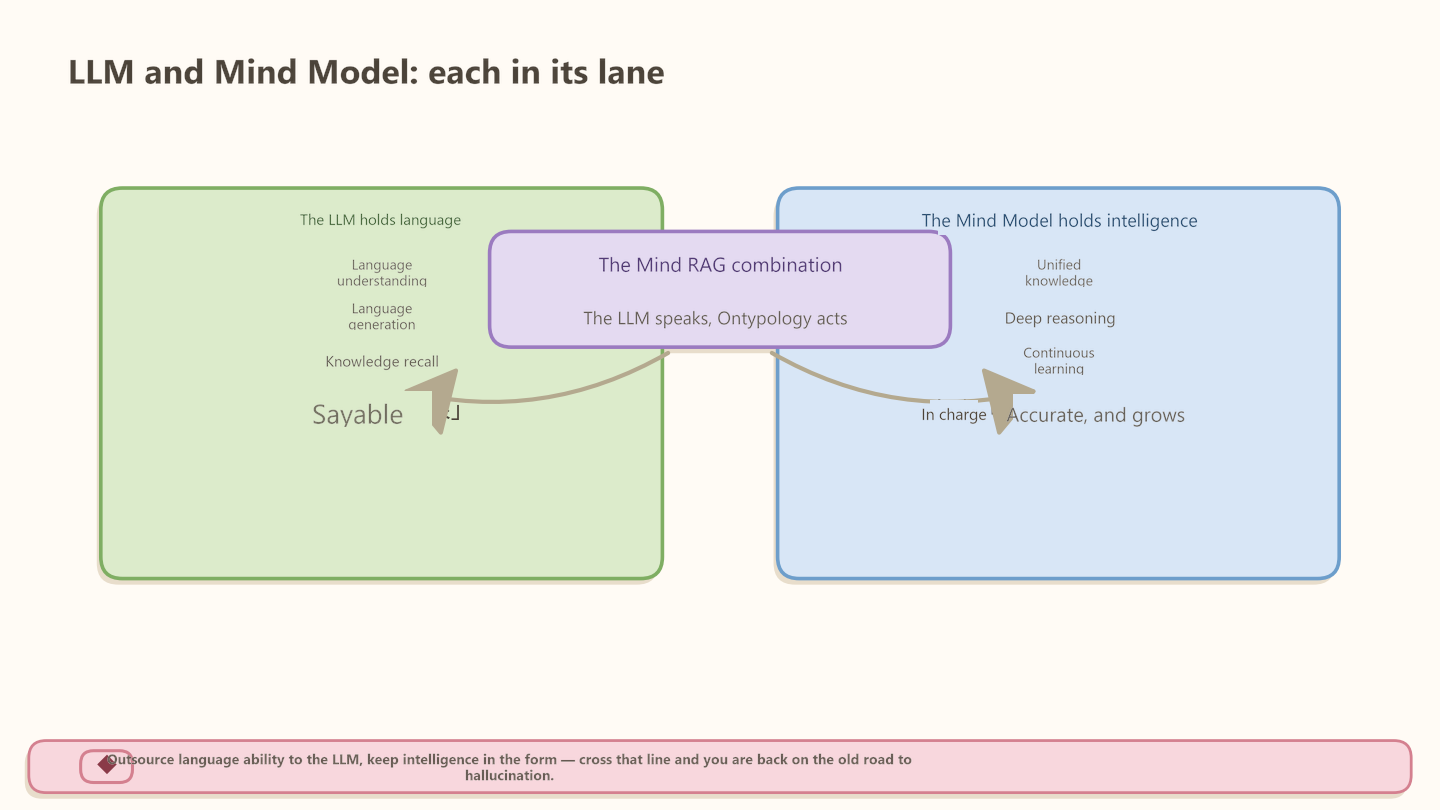 LLM and Mind Model: each in its lane
The LLM holds language
Language
understanding
Language
generation
Knowledge recall
Sayable
The Mind RAG combination
The LLM speaks, Ontypology acts
The Mind Model holds intelligence
Unified
knowledge
Deep reasoning
Continuous
learning
In charge
Accurate, and grows
Outsource language ability to the LLM, keep intelligence in the form — cross that line and you are back on the old road to
hallucination.